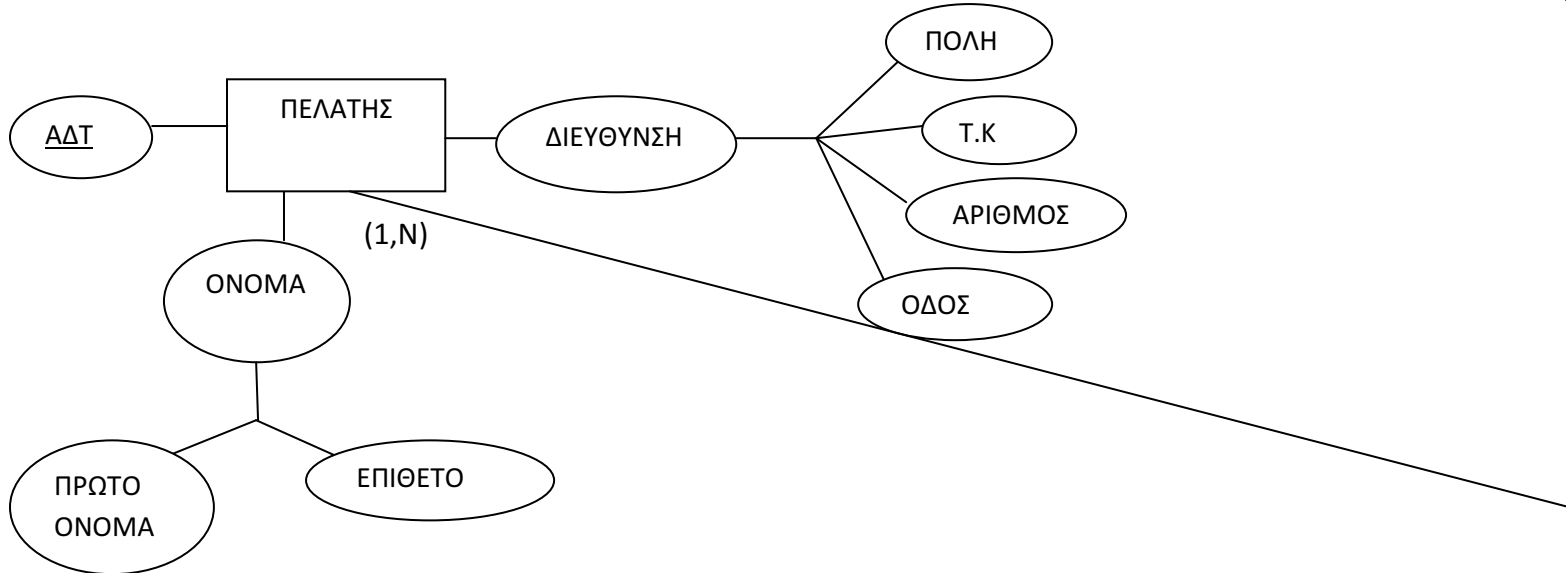 ΠΟΛΗ
ΠΕΛΑΤΗΣ
ΑΔΤ
ΔΙΕΥΘΥΝΣΗ
Τ.Κ
ΑΡΙΘΜΟΣ
(1,Ν)
ΟΝΟΜΑ
ΟΔΟΣ
ΠΡΩΤΟ
ΟΝΟΜΑ
ΕΠΙΘΕΤΟ